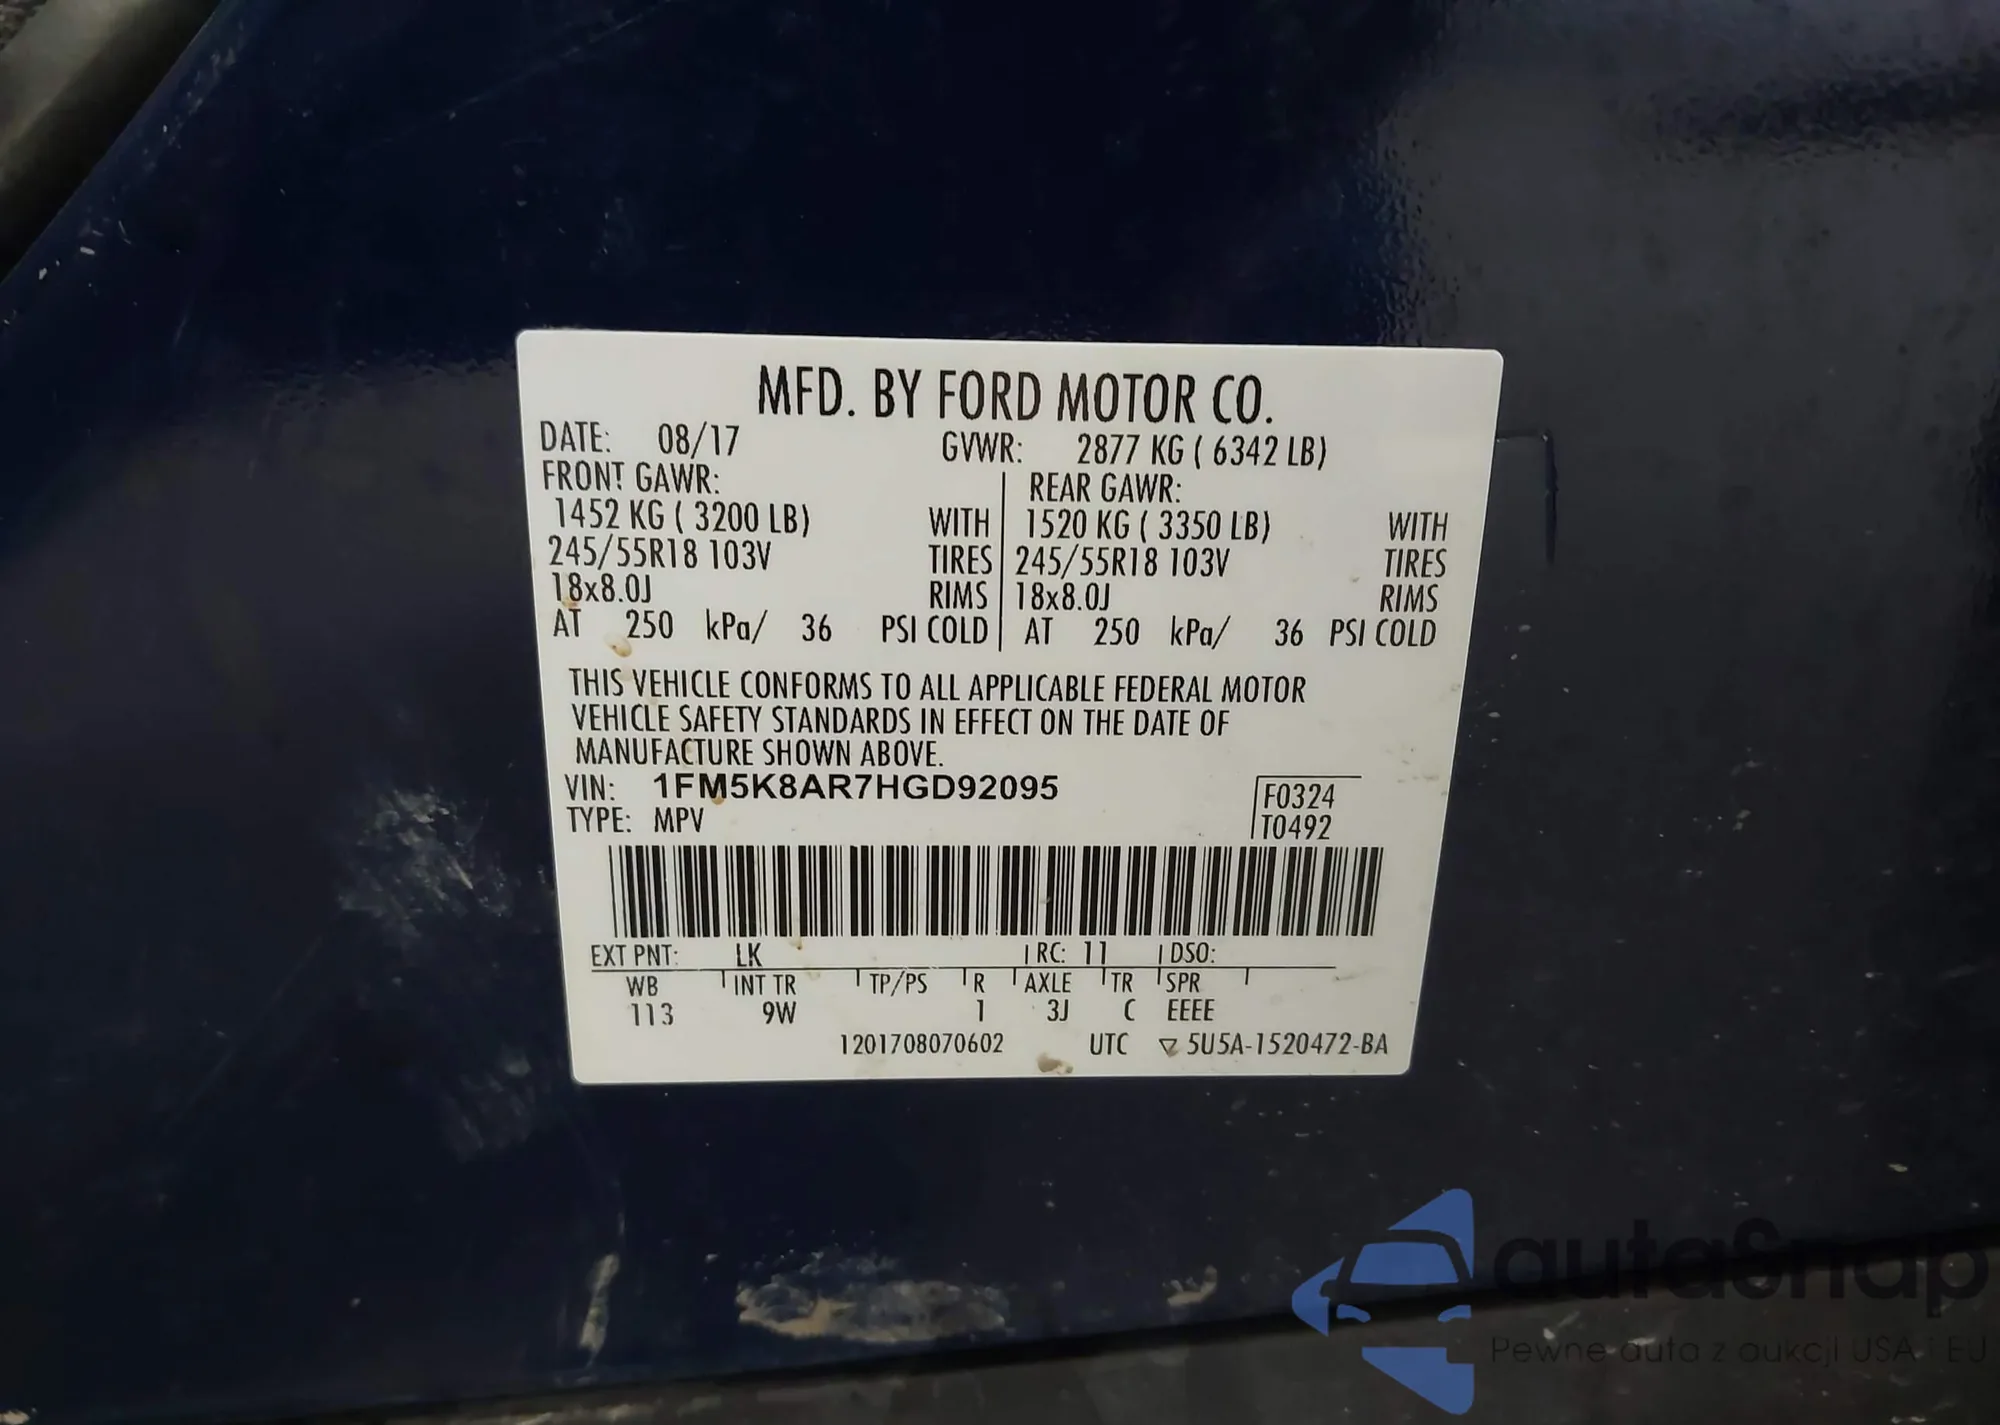 MFD. BY FORD MOTOR CO.
DATE: 08/17 GVWR: 2877 KG ( 6342 LB)
FRONT GAWR: REAR GAWR:
1452 KG ( 3200 LB) WITH 1520 KG ( 3350 LB) WITH
245/55R18 103V TIRES 245/55R18 103V TIRES
18x8.0J RIMS 18x8.0J RIMS
AT 250 kPa/ 36 PSI COLD AT 250 kPa/ 36 PSI COLD
THIS VEHICLE CONFORMS TO ALL APPLICABLE FEDERAL MOTOR
VEHICLE SAFETY STANDARDS IN EFFECT ON THE DATE OF
MANUFACTURE SHOWN ABOVE.
VIN: 1FM5K8AR7HGD92095 F0324
TYPE: MPV T0492
EXT PNT: LK RC: 11 DSO:
WB INT TR TP/PS R AXLE TR SPR
113 9W 1 3J C EEEE
1201708070602 UTC 5U5A-1520472-BA
autaSnap
Pewne auta z aukcji USA i EU